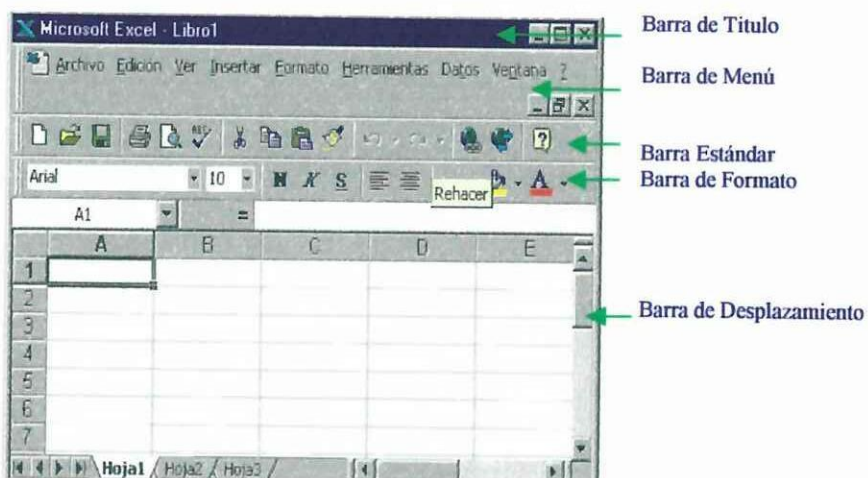 Microsoft Excel - Libro1
Barra de Titulo
Archivo Edición Ver Insertar Formato Herramientas Datos Ventana ?
Barra de Menú
ABC
Barra Estándar
Arial 10 N K S A
Barra de Formato
Rehacer
A1 =
A B C D E
1
2
3
Barra de Desplazamiento
4
5
6
7
Hoja1 Hoja2 Hoja3